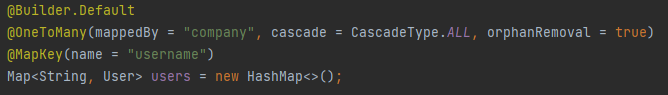 @Builder.Default
@OneToMany(mappedBy = "company", cascade = CascadeType.ALL, orphanRemoval = true)
@MapKey(name = "username")
Map<String, User> users = new HashMap<>();